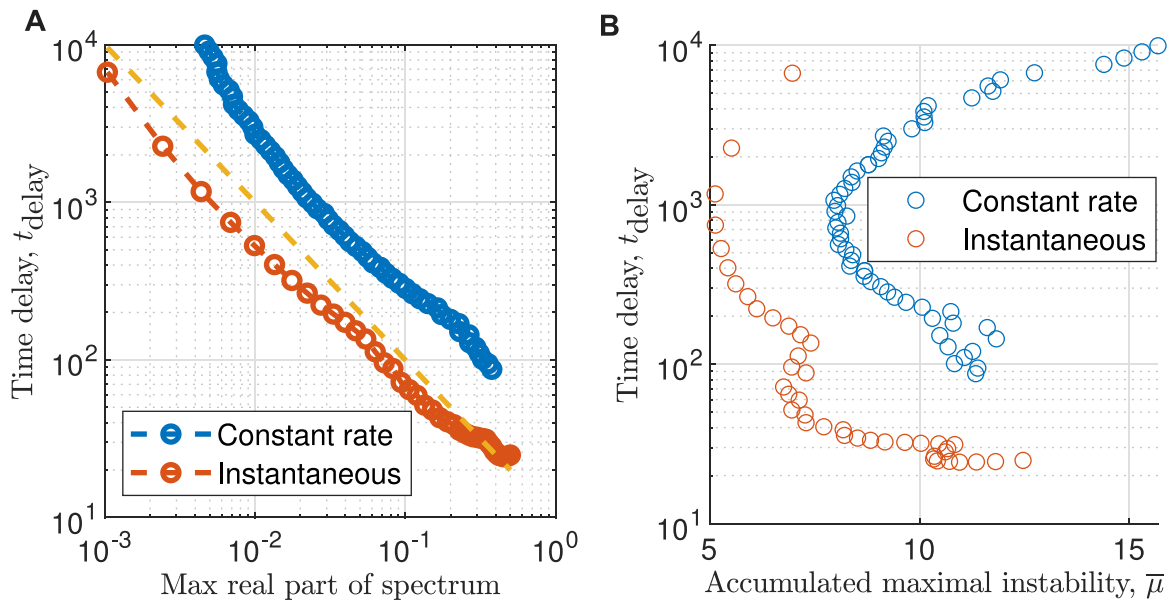 A
10^4
10^3
10^2
10^1
Time delay, t_delay
Constant rate
Instantaneous
10^-3
10^-2
10^-1
10^0
Max real part of spectrum
B
10^4
10^3
10^2
10^1
Time delay, t_delay
Constant rate
Instantaneous
5
10
15
Accumulated maximal instability, μ̅